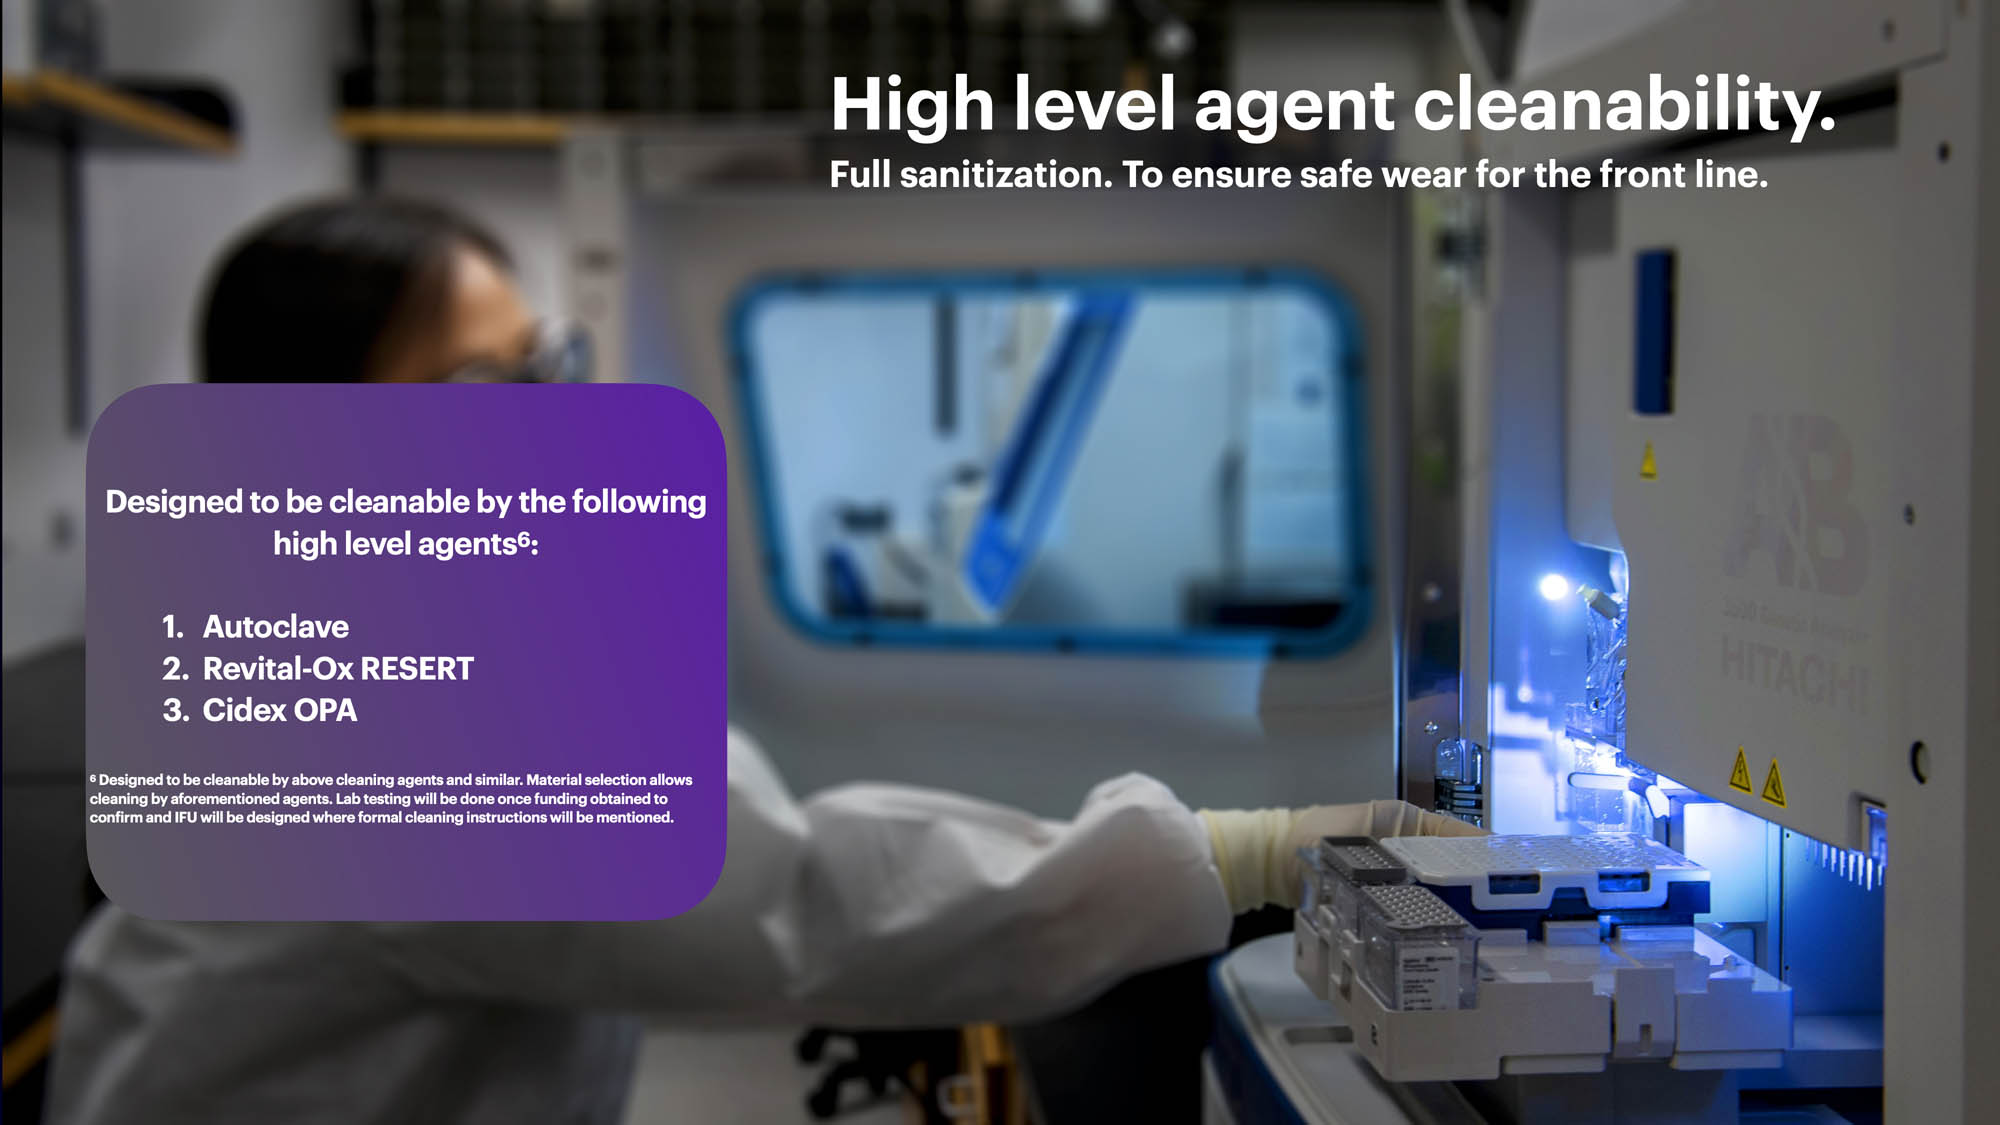 High level agent cleanability.
Full sanitization. To ensure safe wear for the front line.
Designed to be cleanable by the following
high level agents⁶:
1. Autoclave
2. Revital-Ox RESERT
3. Cidex OPA
⁶ Designed to be cleanable by above cleaning agents and similar. Material selection allows
cleaning by aforementioned agents. Lab testing will be done once funding obtained to
confirm and IFU will be designed where formal cleaning instructions will be mentioned.
AB
HITACHI